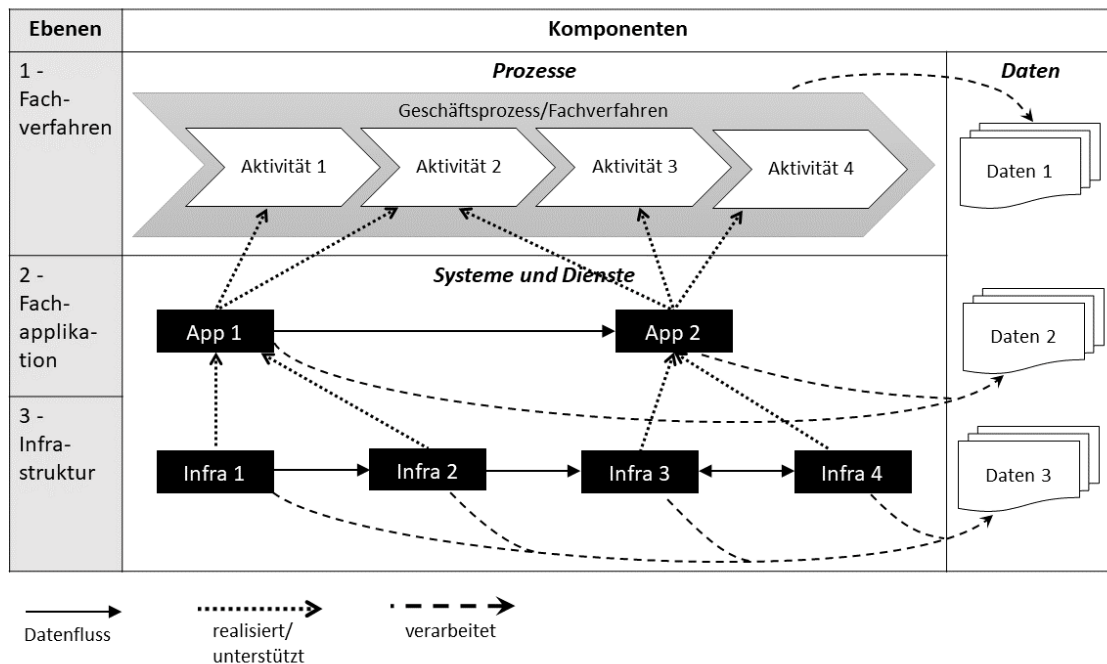 Ebenen
Komponenten
1 -
Fach-
verfahren
Prozesse
Daten
Geschäftsprozess/Fachverfahren
Aktivität 1
Aktivität 2
Aktivität 3
Aktivität 4
Daten 1
2 -
Fach-
applika-
tion
Systeme und Dienste
App 1
App 2
Daten 2
3 -
Infra-
struktur
Infra 1
Infra 2
Infra 3
Infra 4
Daten 3
Datenfluss
realisiert/
unterstützt
verarbeitet